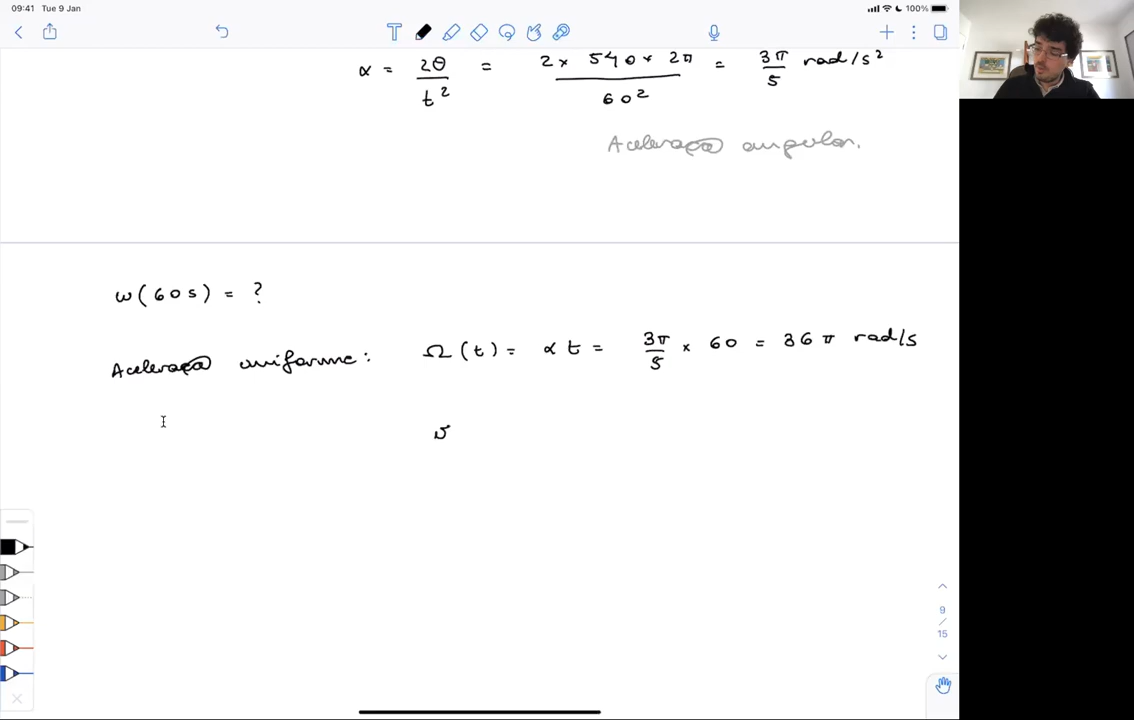 09:41 Tue 9 Jan 100%
α = 2θ / t² = 2 × 540 × 2π / 60² = 3π / 5 rad/s²
Aceleração angular.
ω(60s) = ?
Aceleração uniforme: Ω(t) = αt = 3π / 5 × 60 = 36π rad/s
v
9
/
15